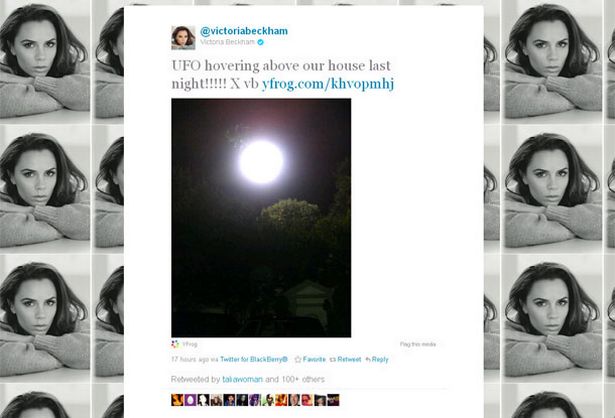 @victoriabeckham
Victoria Beckham
UFO hovering above our house last
night!!!!! X vb yfrog.com/khvopmhj
YFrog
Flag this media
17 hours ago via Twitter for BlackBerry® Favorite Retweet Reply
Retweeted by taliawoman and 100+ others